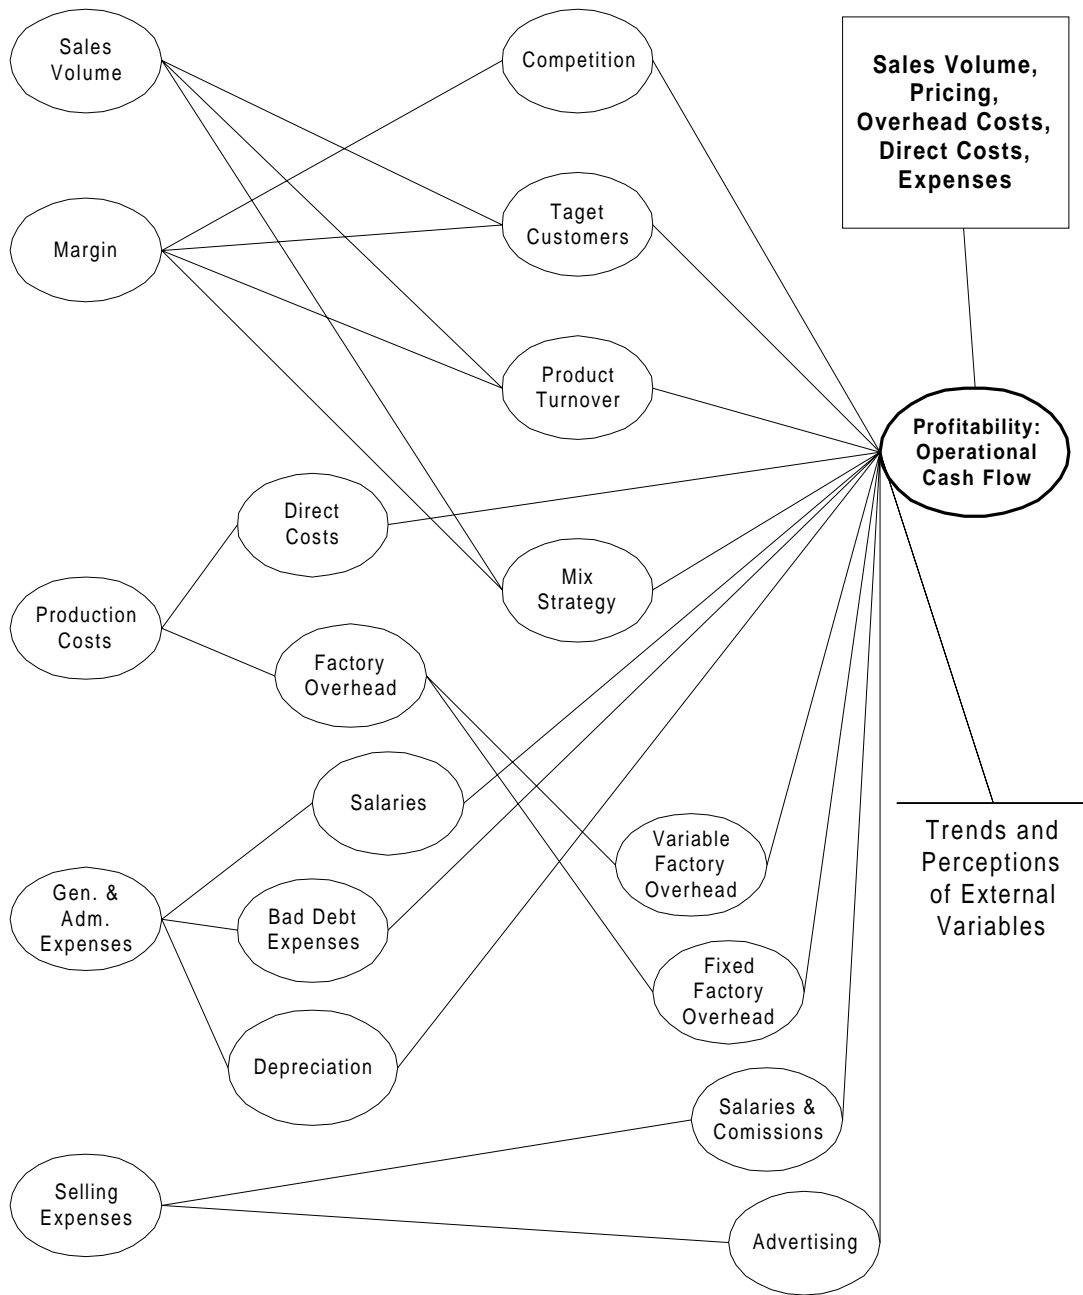 Sales
Volume
Competition
Sales Volume,
Pricing,
Overhead Costs,
Direct Costs,
Expenses
Margin
Taget
Customers
Product
Turnover
Profitability:
Operational
Cash Flow
Direct
Costs
Mix
Strategy
Production
Costs
Factory
Overhead
Salaries
Variable
Factory
Overhead
Trends and
Perceptions
of External
Variables
Gen. &
Adm.
Expenses
Bad Debt
Expenses
Fixed
Factory
Overhead
Depreciation
Salaries &
Comissions
Selling
Expenses
Advertising